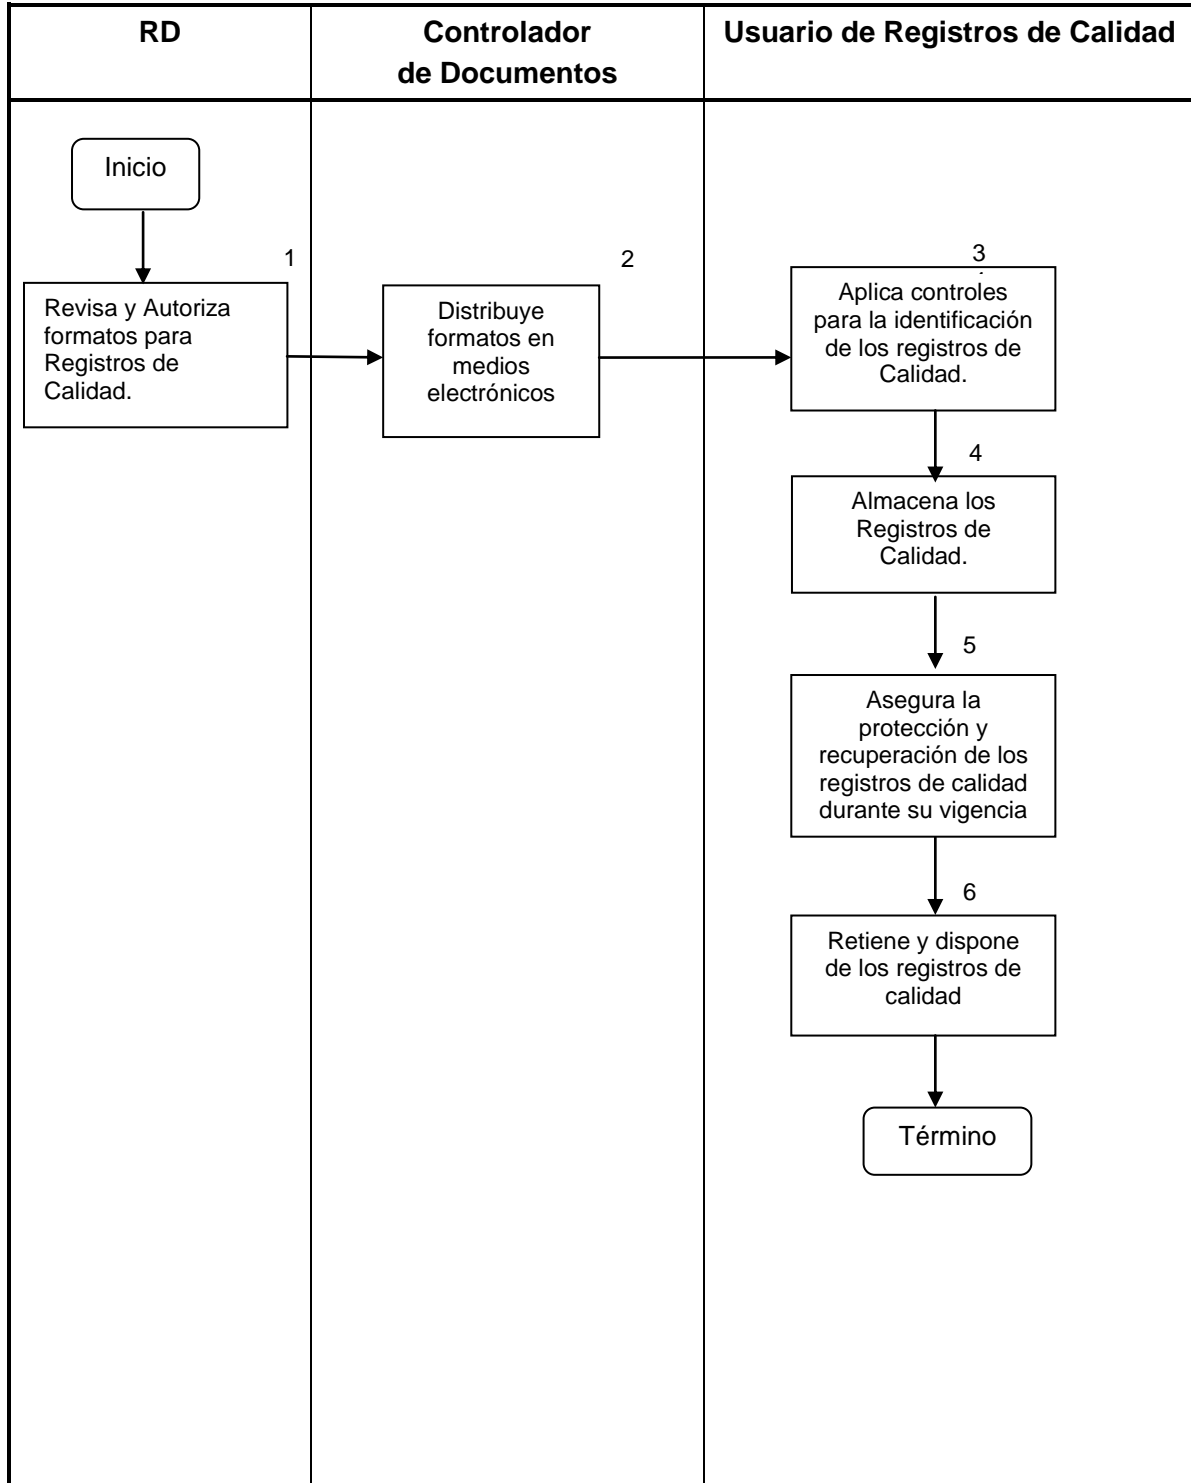 RD
Controlador
de Documentos
Usuario de Registros de Calidad
Inicio
1
Revisa y Autoriza
formatos para
Registros de
Calidad.
2
Distribuye
formatos en
medios
electrónicos
3
Aplica controles
para la identificación
de los registros de
Calidad.
4
Almacena los
Registros de
Calidad.
5
Asegura la
protección y
recuperación de los
registros de calidad
durante su vigencia
6
Retiene y dispone
de los registros de
calidad
Término